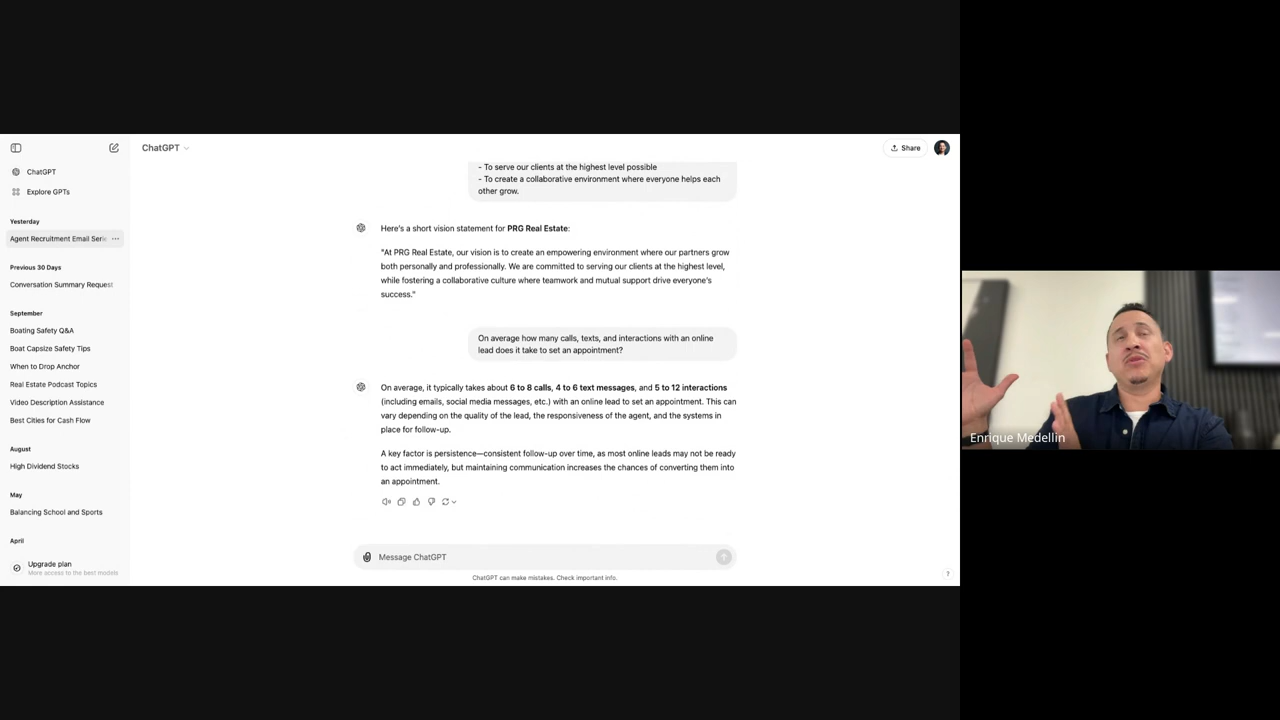 ChatGPT
Share
ChatGPT
Explore GPTs
Yesterday
Agent Recruitment Email Serie
Previous 30 Days
Conversation Summary Request
September
Boating Safety Q&A
Boat Capsize Safety Tips
When to Drop Anchor
Real Estate Podcast Topics
Video Description Assistance
Best Cities for Cash Flow
August
High Dividend Stocks
May
Balancing School and Sports
April
Upgrade plan
More access to the best models
- To serve our clients at the highest level possible
- To create a collaborative environment where everyone helps each
other grow.
Here's a short vision statement for PRG Real Estate:
"At PRG Real Estate, our vision is to create an empowering environment where our partners grow
both personally and professionally. We are committed to serving our clients at the highest level,
while fostering a collaborative culture where teamwork and mutual support drive everyone's
success."
On average how many calls, texts, and interactions with an online
lead does it take to set an appointment?
On average, it typically takes about 6 to 8 calls, 4 to 6 text messages, and 5 to 12 interactions
(including emails, social media messages, etc.) with an online lead to set an appointment. This can
vary depending on the quality of the lead, the responsiveness of the agent, and the systems in
place for follow-up.
A key factor is persistence—consistent follow-up over time, as most online leads may not be ready
to act immediately, but maintaining communication increases the chances of converting them into
an appointment.
Message ChatGPT
ChatGPT can make mistakes. Check important info.
?
Enrique Medellin